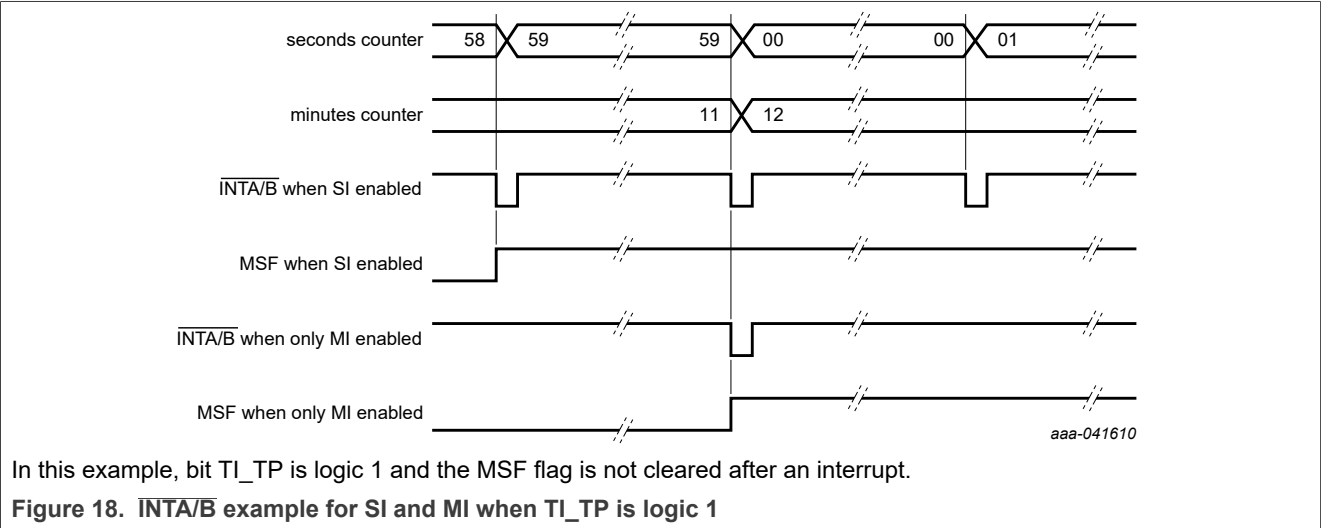 seconds counter 58 59 59 00 00 01
minutes counter 11 12
INTA/B when SI enabled
MSF when SI enabled
INTA/B when only MI enabled
MSF when only MI enabled
aaa-041610
In this example, bit TI_TP is logic 1 and the MSF flag is not cleared after an interrupt.
Figure 18. INTA/B example for SI and MI when TI_TP is logic 1